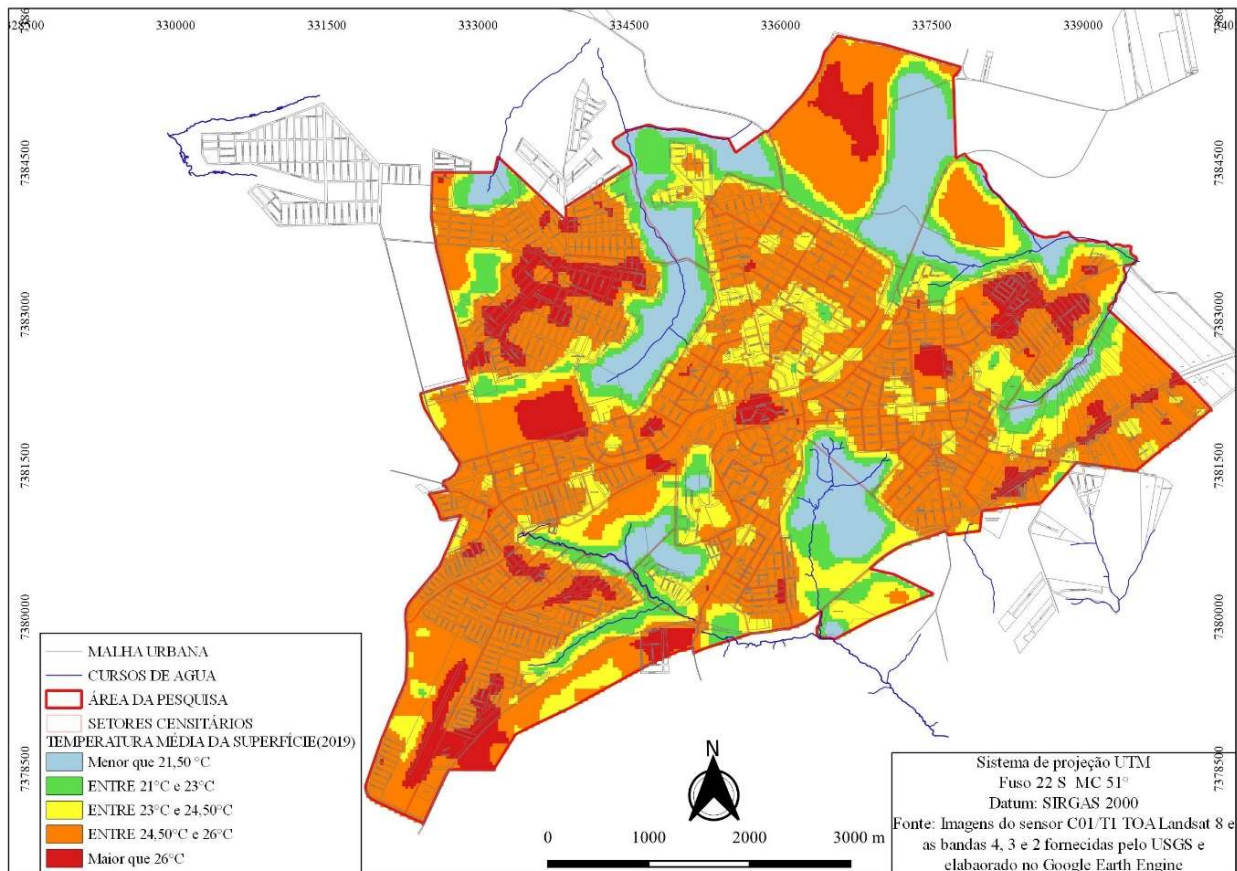 330000 331500 333000 334500 336000 337500 339000
7384500
7383000
7381500
7380000
7378500
7384500
7383000
7381500
7380000
7378500
MALHA URBANA
CURSOS DE AGUA
ÁREA DA PESQUISA
SETORES CENSITÁRIOS
TEMPERATURA MÉDIA DA SUPERFÍCIE(2019)
Menor que 21,50 °C
ENTRE 21°C e 23°C
ENTRE 23°C e 24,50°C
ENTRE 24,50°C e 26°C
Maior que 26°C
N
0 1000 2000 3000 m
Sistema de projeção UTM
Fuso 22 S MC 51°
Datum: SIRGAS 2000
Fonte: Imagens do sensor C01/T1 TOA Landsat 8 e
as bandas 4, 3 e 2 fornecidas pelo USGS e
elabaorado no Google Earth Engine